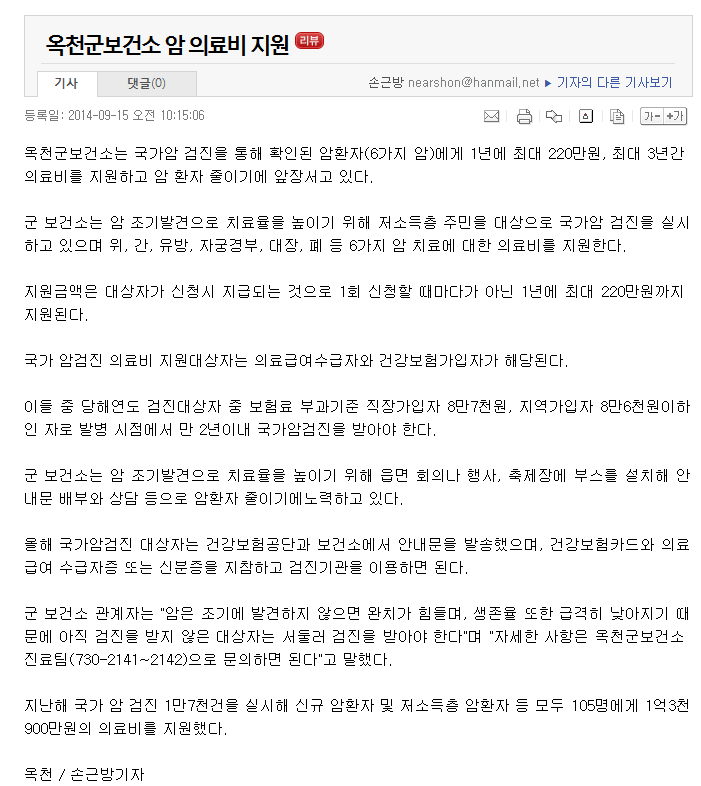 옥천군보건소 암 의료비 지원 리뷰
기사 댓글(0) 손근방 nearshon@hanmail.net ▶ 기자의 다른 기사보기
등록일: 2014-09-15 오전 10:15:06 가- +가
옥천군보건소는 국가암 검진을 통해 확인된 암환자(6가지 암)에게 1년에 최대 220만원, 최대 3년간
의료비를 지원하고 암 환자 줄이기에 앞장서고 있다.
군 보건소는 암 조기발견으로 치료율을 높이기 위해 저소득층 주민을 대상으로 국가암 검진을 실시
하고 있으며 위, 간, 유방, 자궁경부, 대장, 폐 등 6가지 암 치료에 대한 의료비를 지원한다.
지원금액은 대상자가 신청시 지급되는 것으로 1회 신청할 때마다가 아닌 1년에 최대 220만원까지
지원된다.
국가 암검진 의료비 지원대상자는 의료급여수급자와 건강보험가입자가 해당된다.
이들 중 당해연도 검진대상자 중 보험료 부과기준 직장가입자 8만7천원, 지역가입자 8만6천원이하
인 자로 발병 시점에서 만 2년이내 국가암검진을 받아야 한다.
군 보건소는 암 조기발견으로 치료율을 높이기 위해 읍면 회의나 행사, 축제장에 부스를 설치해 안
내문 배부와 상담 등으로 암환자 줄이기에노력하고 있다.
올해 국가암검진 대상자는 건강보험공단과 보건소에서 안내문을 발송했으며, 건강보험카드와 의료
급여 수급자증 또는 신분증을 지참하고 검진기관을 이용하면 된다.
군 보건소 관계자는 "암은 조기에 발견하지 않으면 완치가 힘들며, 생존율 또한 급격히 낮아지기 때
문에 아직 검진을 받지 않은 대상자는 서둘러 검진을 받아야 한다"며 "자세한 사항은 옥천군보건소
진료팀(730-2141~2142)으로 문의하면 된다"고 말했다.
지난해 국가 암 검진 1만7천건을 실시해 신규 암환자 및 저소득층 암환자 등 모두 105명에게 1억3천
900만원의 의료비를 지원했다.
옥천 / 손근방기자